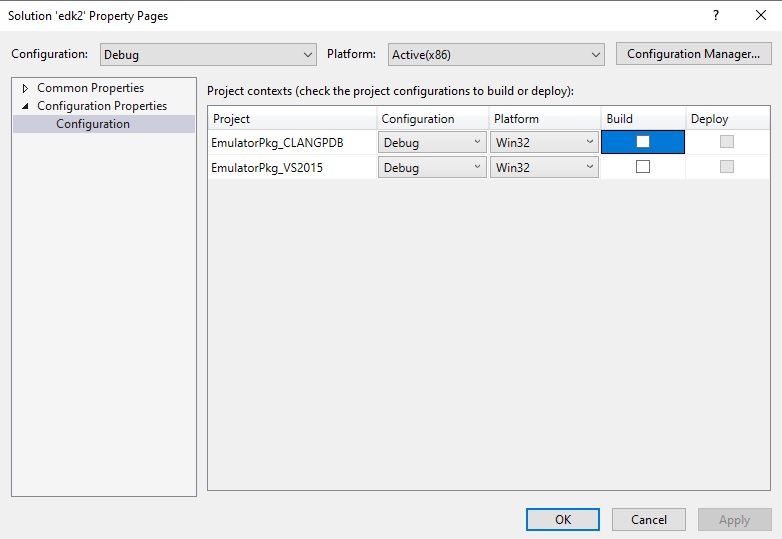 Solution 'edk2' Property Pages ?
Configuration: Debug Platform: Active(x86) Configuration Manager...
Common Properties
Configuration Properties
Configuration
Project contexts (check the project configurations to build or deploy):
Project Configuration Platform Build Deploy
EmulatorPkg_CLANGPDB Debug Win32
EmulatorPkg_VS2015 Debug Win32
OK Cancel Apply